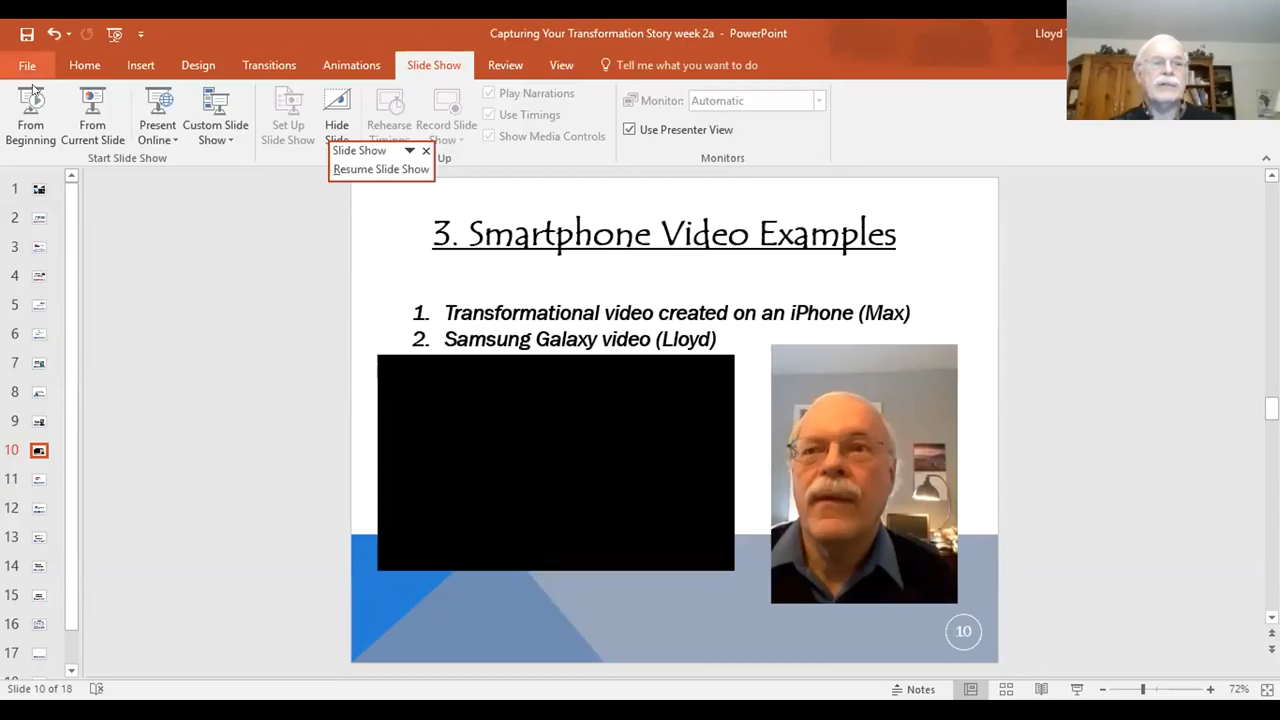 Capturing Your Transformation Story week 2a - PowerPoint
Lloyd
File
Home
Insert
Design
Transitions
Animations
Slide Show
Review
View
Tell me what you want to do
From Beginning
From Current Slide
Present Online
Custom Slide Show
Set Up Slide Show
Hide Slide
Rehearse Timings
Record Slide Show
Play Narrations
Use Timings
Show Media Controls
Monitor:
Automatic
Use Presenter View
Start Slide Show
Up
Monitors
Slide Show
Resume Slide Show
1
2
3
4
5
6
7
8
9
10
11
12
13
14
15
16
17
3. Smartphone Video Examples
1. Transformational video created on an iPhone (Max)
2. Samsung Galaxy video (Lloyd)
10
Slide 10 of 18
Notes
72%